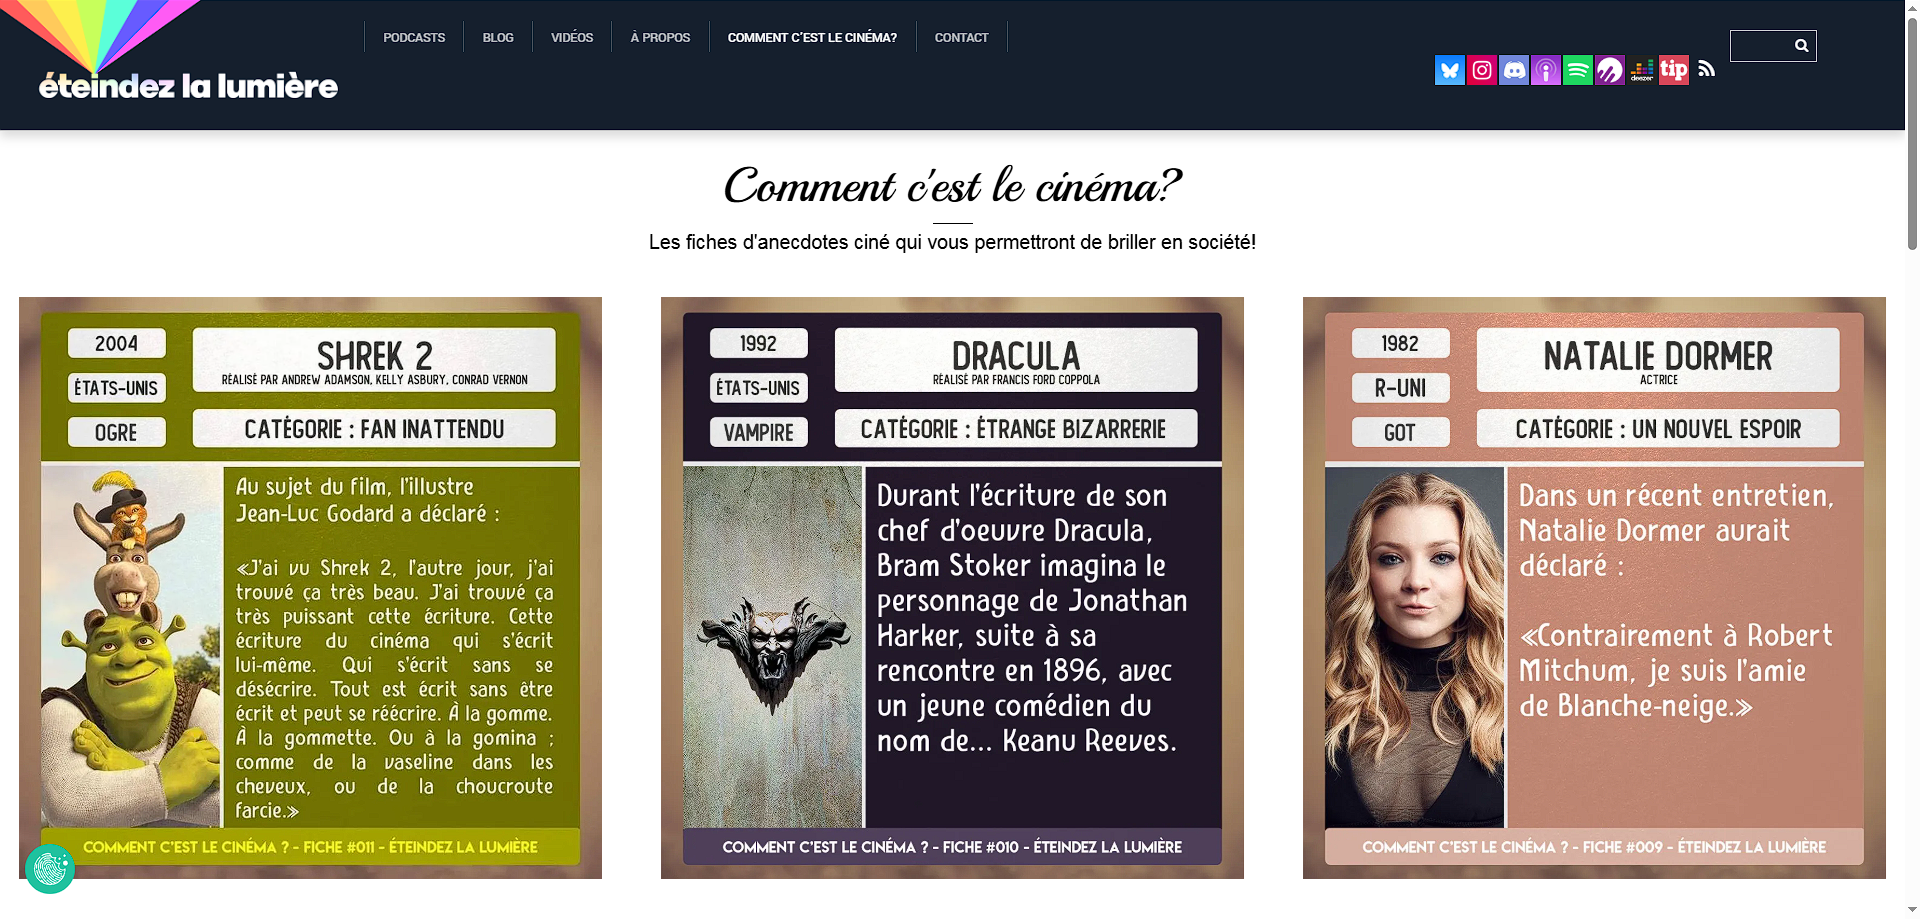 PODCASTS
BLOG
VIDÉOS
À PROPOS
COMMENT C'EST LE CINÉMA?
CONTACT
éteindez la lumière
deezer
tip
Comment c'est le cinéma?
Les fiches d'anecdotes ciné qui vous permettront de briller en société!
2004
ÉTATS-UNIS
OGRE
SHREK 2
RÉALISÉ PAR ANDREW ADAMSON, KELLY ASBURY, CONRAD VERNON
CATÉGORIE : FAN INATTENDU
Au sujet du film, l'illustre
Jean-Luc Godard a déclaré :
«J'ai vu Shrek 2, l'autre jour, j'ai
trouvé ça très beau. J'ai trouvé ça
très puissant cette écriture. Cette
écriture du cinéma qui s'écrit
lui-même. Qui s'écrit sans se
désécrire. Tout est écrit sans être
écrit et peut se réécrire. À la gomme.
À la gommette. Ou à la gomina ;
comme de la vaseline dans les
cheveux, ou de la choucroute
farcie.»
COMMENT C'EST LE CINÉMA ? - FICHE #011 - ÉTEINDEZ LA LUMIÈRE
1992
ÉTATS-UNIS
VAMPIRE
DRACULA
RÉALISÉ PAR FRANCIS FORD COPPOLA
CATÉGORIE : ÉTRANGE BIZARRERIE
Durant l'écriture de son
chef d'oeuvre Dracula,
Bram Stoker imagina le
personnage de Jonathan
Harker, suite à sa
rencontre en 1896, avec
un jeune comédien du
nom de... Keanu Reeves.
COMMENT C'EST LE CINÉMA ? - FICHE #010 - ÉTEINDEZ LA LUMIÈRE
1982
R-UNI
GOT
NATALIE DORMER
ACTRICE
CATÉGORIE : UN NOUVEL ESPOIR
Dans un récent entretien,
Natalie Dormer aurait
déclaré :
«Contrairement à Robert
Mitchum, je suis l'amie
de Blanche-neige.»
COMMENT C'EST LE CINÉMA ? - FICHE #009 - ÉTEINDEZ LA LUMIÈRE